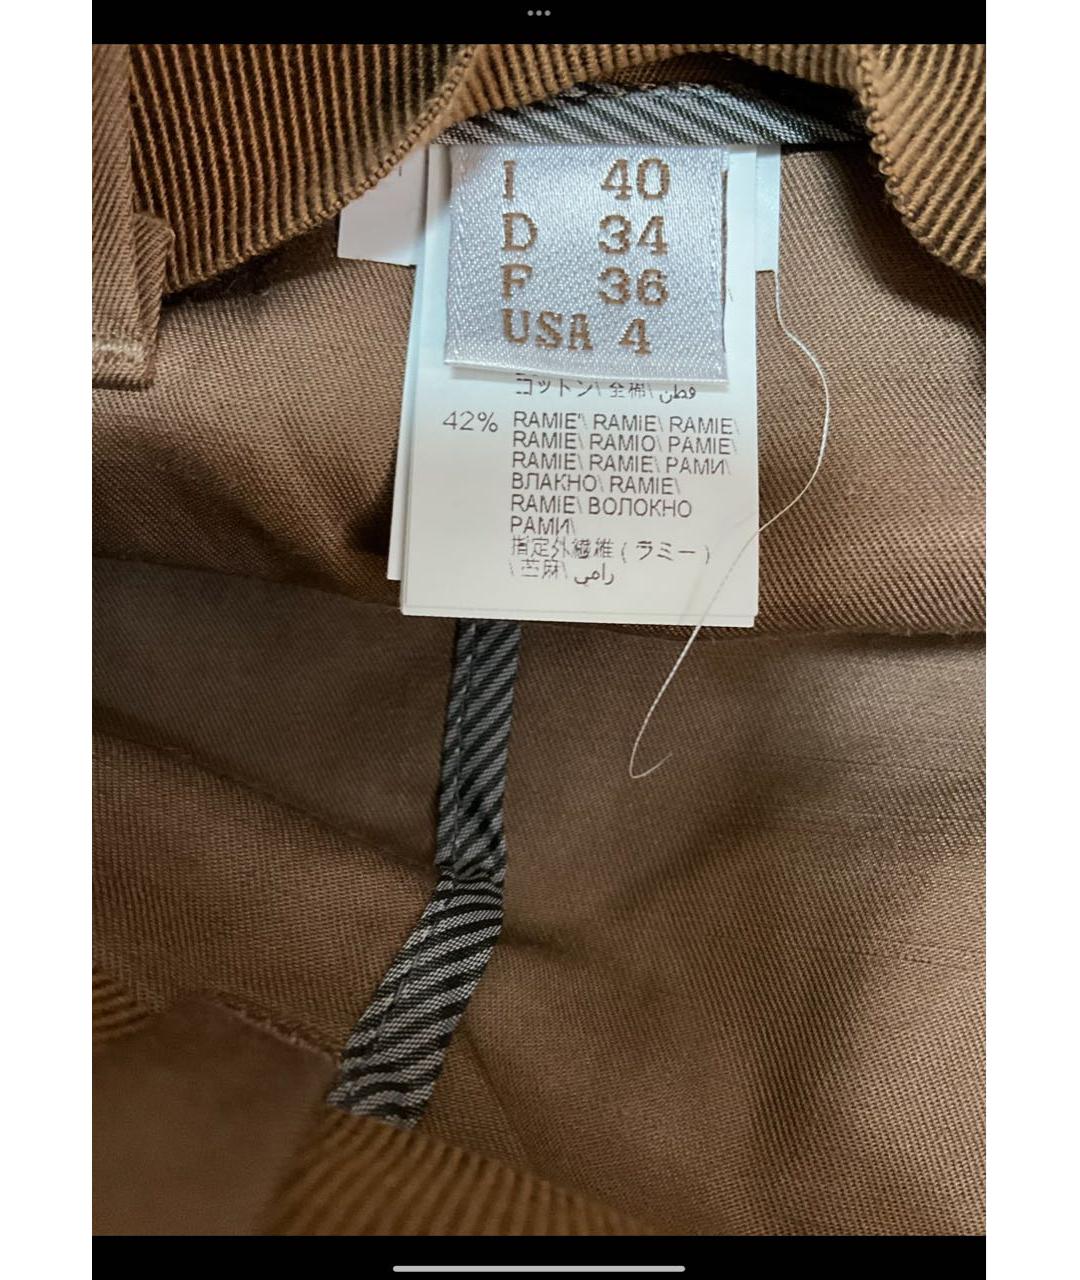 I 40
D 34
F 36
USA 4
コットン\ 全棉\ قطن
42% RAMIE'\ RAMIE\ RAMIE\
RAMIE\ RAMIO\ РАМІЕ\
RAMIE\ RAMIE\ РАМИ\
ВЛАКНО\ RAMIE\
RAMIE\ ВОЛОКНО
РАМИ\
指定外繊維 ( ラミー )
\ 苎麻\ رامي